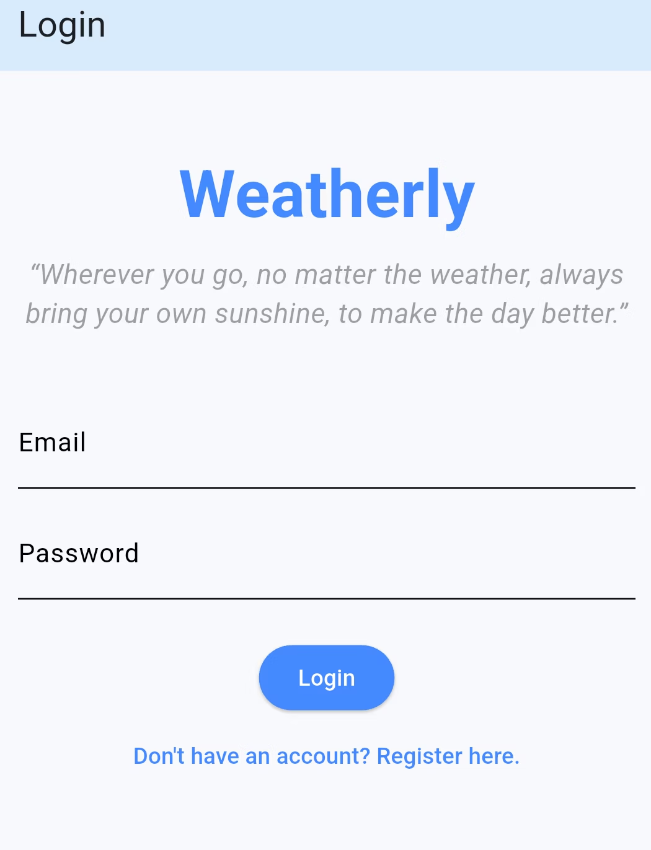 Login
Weatherly
“Wherever you go, no matter the weather, always
bring your own sunshine, to make the day better.”
Email
Password
Login
Don't have an account? Register here.